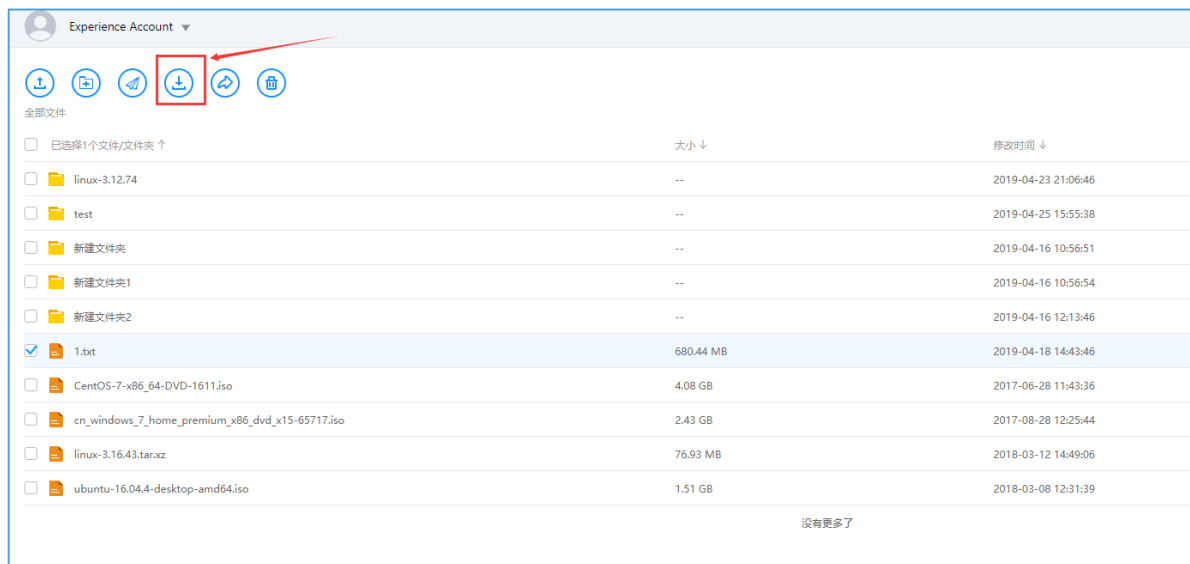 Experience Account
全部文件
已选择1个文件/文件夹 大小 修改时间
linux-3.12.74 -- 2019-04-23 21:06:46
test -- 2019-04-25 15:55:38
新建文件夹 -- 2019-04-16 10:56:51
新建文件夹1 -- 2019-04-16 10:56:54
新建文件夹2 -- 2019-04-16 12:13:46
1.txt 680.44 MB 2019-04-18 14:43:46
CentOS-7-x86_64-DVD-1611.iso 4.08 GB 2017-06-28 11:43:36
cn_windows_7_home_premium_x86_dvd_x15-65717.iso 2.43 GB 2017-08-28 12:25:44
linux-3.16.43.tar.xz 76.93 MB 2018-03-12 14:49:06
ubuntu-16.04.4-desktop-amd64.iso 1.51 GB 2018-03-08 12:31:39
没有更多了